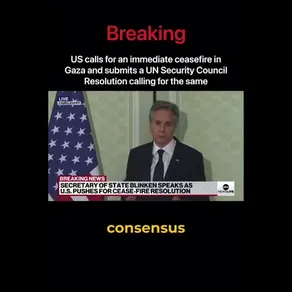 Breaking
US calls for an immediate ceasefire in
Gaza and submits a UN Security Council
Resolution calling for the same
LIVE
BREAKING NEWS
SECRETARY OF STATE BLINKEN SPEAKS AS
U.S. PUSHES FOR CEASE-FIRE RESOLUTION
consensus